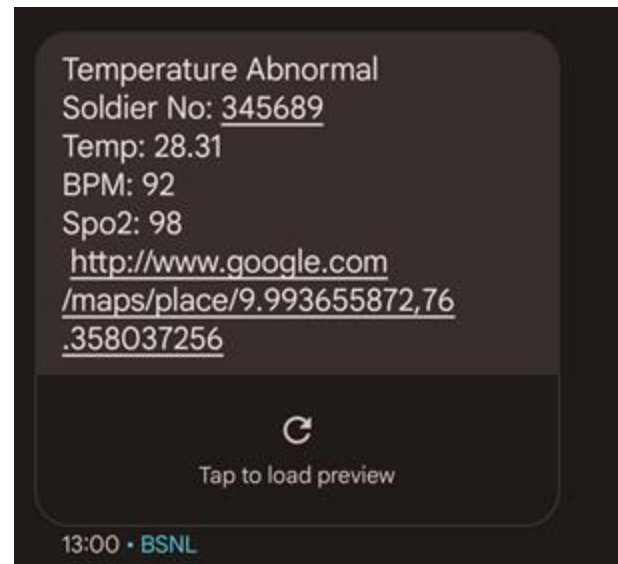 Temperature Abnormal
Soldier No: 345689
Temp: 28.31
BPM: 92
Spo2: 98
http://www.google.com
/maps/place/9.993655872,76
.358037256
Tap to load preview
13:00 • BSNL